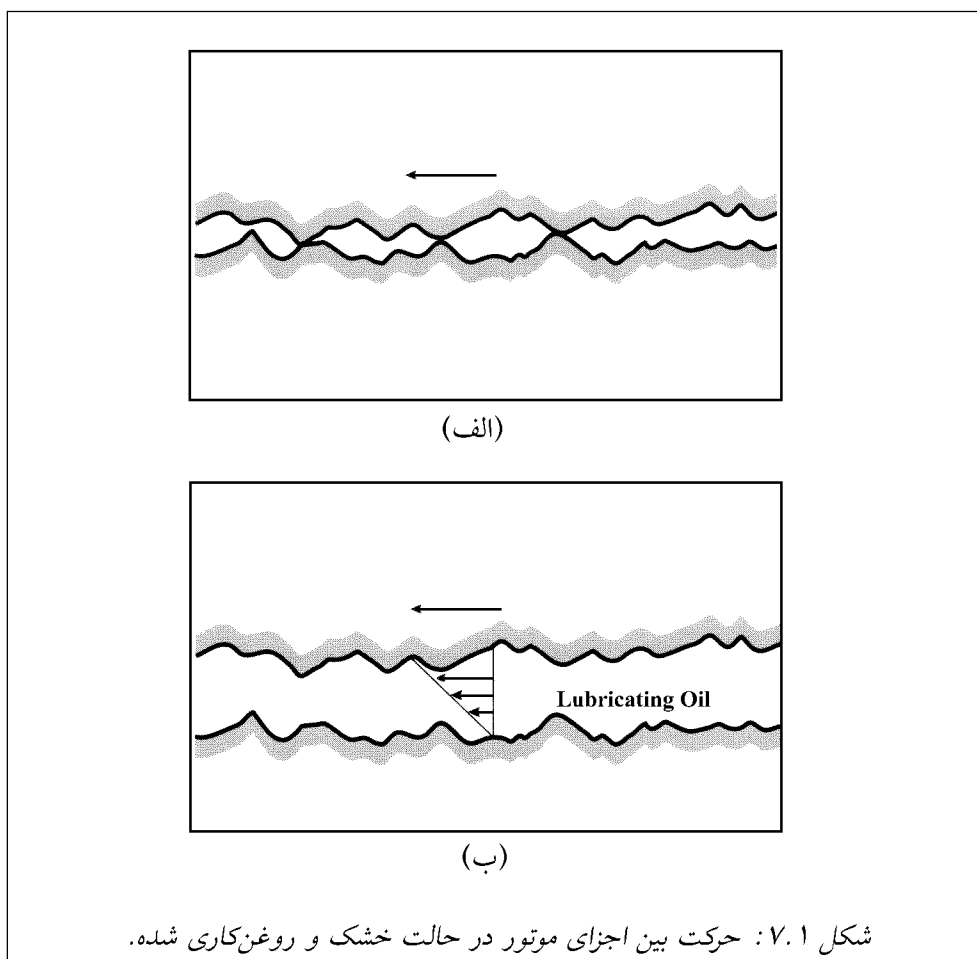 (الف)
Lubricating Oil
(ب)
شکل ۷.۱: حرکت بین اجزای موتور در حالت خشک و روغن‌کاری شده.